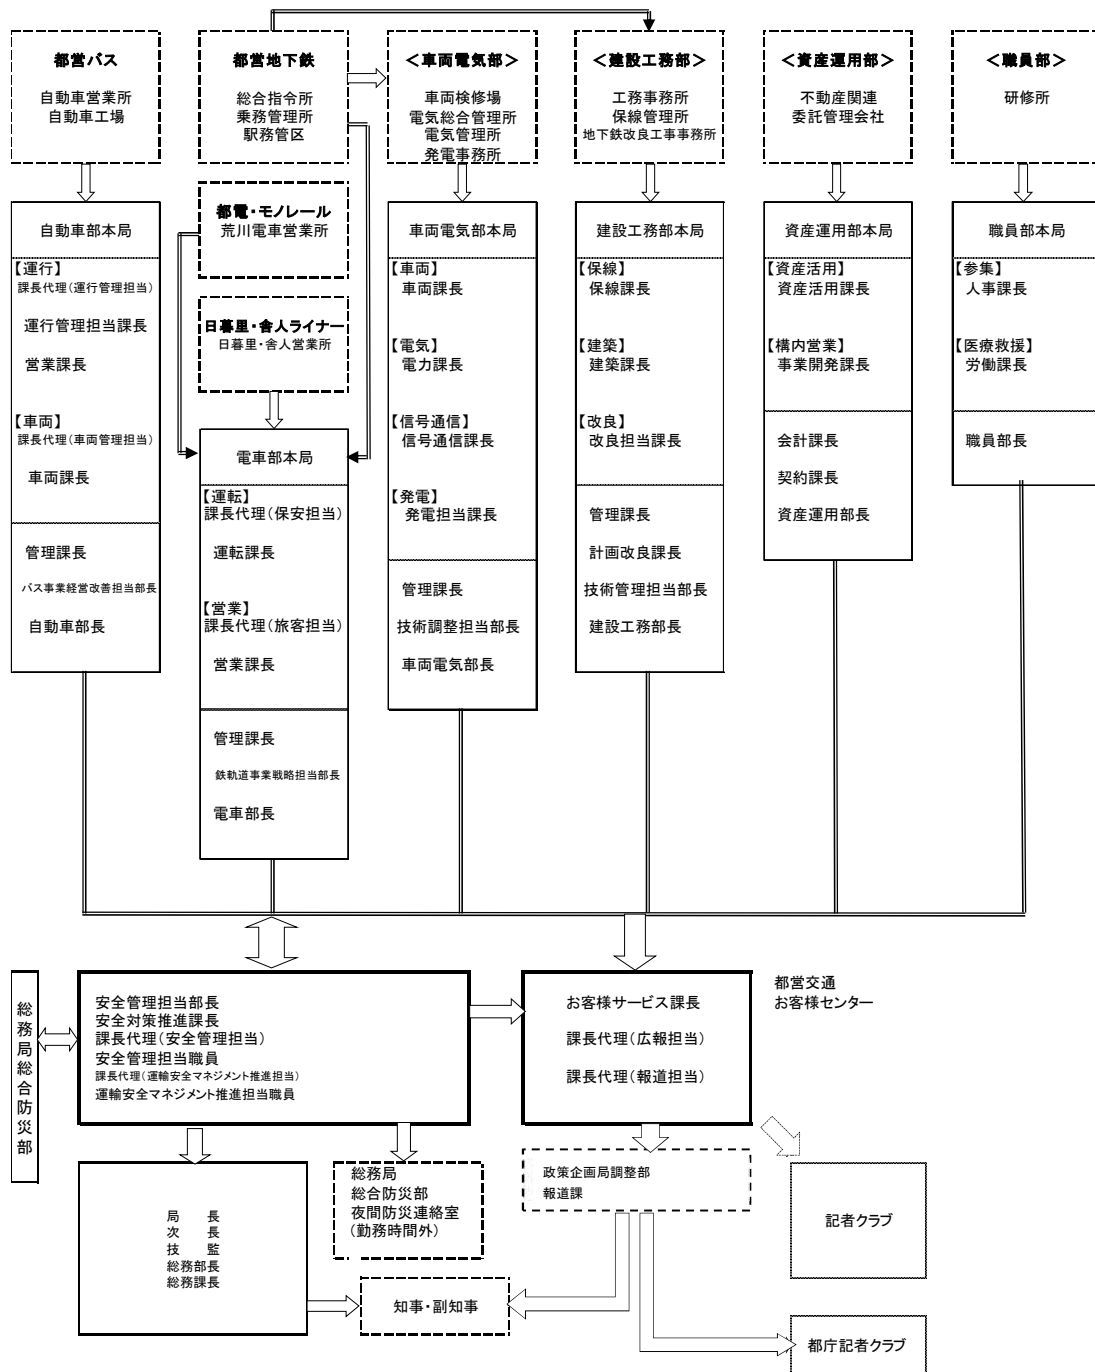 都営バス
自動車営業所
自動車工場
都営地下鉄
総合指令所
乗務管理所
駅務管区
＜車両電気部＞
車両検修場
電気総合管理所
電気管理所
発電事務所
＜建設工務部＞
工務事務所
保線管理所
地下鉄改良工事事務所
＜資産運用部＞
不動産関連
委託管理会社
＜職員部＞
研修所
都電・モノレール
荒川電車営業所
日暮里・舎人ライナー
日暮里・舎人営業所
自動車部本局
【運行】
課長代理（運行管理担当）
運行管理担当課長
営業課長
【車両】
課長代理（車両管理担当）
車両課長
管理課長
バス事業経営改善担当部長
自動車部長
電車部本局
【運転】
課長代理（保安担当）
運転課長
【営業】
課長代理（旅客担当）
営業課長
管理課長
鉄軌道事業戦略担当部長
電車部長
車両電気部本局
【車両】
車両課長
【電気】
電力課長
【信号通信】
信号通信課長
【発電】
発電担当課長
管理課長
技術調整担当部長
車両電気部長
建設工務部本局
【保線】
保線課長
【建築】
建築課長
【改良】
改良担当課長
管理課長
計画改良課長
技術管理担当部長
建設工務部長
資産運用部本局
【資産活用】
資産活用課長
【構内営業】
事業開発課長
会計課長
契約課長
資産運用部長
職員部本局
【参集】
人事課長
【医療救援】
労働課長
職員部長
総務局総合防災部
安全管理担当部長
安全対策推進課長
課長代理（安全管理担当）
安全管理担当職員
課長代理（運輸安全マネジメント推進担当）
運輸安全マネジメント推進担当職員
お客様サービス課長
課長代理（広報担当）
課長代理（報道担当）
都営交通
お客様センター
局　　長
次　　長
技　　監
総務部長
総務課長
総務局
総合防災部
夜間防災連絡室
（勤務時間外）
政策企画局調整部
報道課
記者クラブ
知事・副知事
都庁記者クラブ